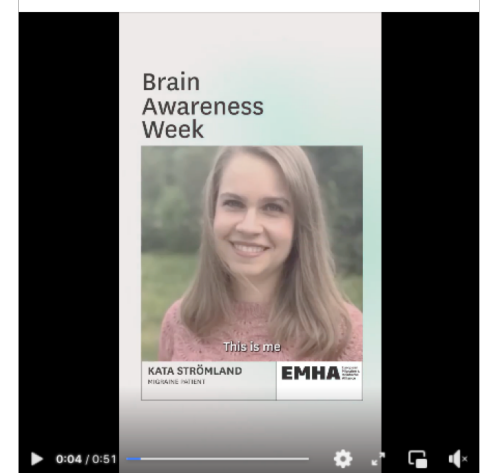 Brain
Awareness
Week
This is me
KATA STRÖMLAND
MIGRAINE PATIENT
EMHA
0:04 / 0:51